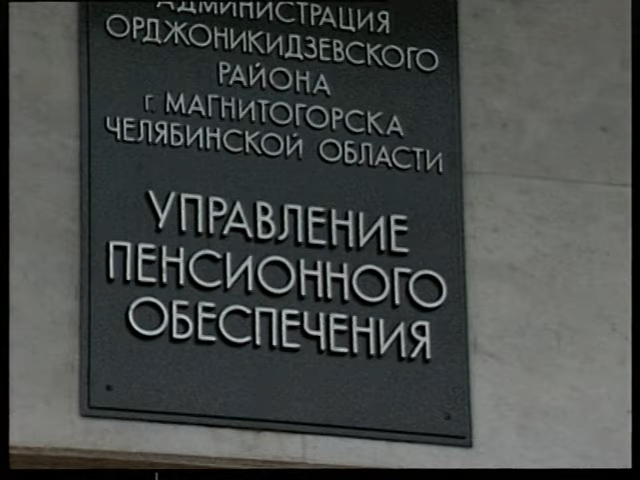 АДМИНИСТРАЦИЯ
ОРДЖОНИКИДЗЕВСКОГО
РАЙОНА
г. МАГНИТОГОРСКА
ЧЕЛЯБИНСКОЙ ОБЛАСТИ
УПРАВЛЕНИЕ
ПЕНСИОННОГО
ОБЕСПЕЧЕНИЯ